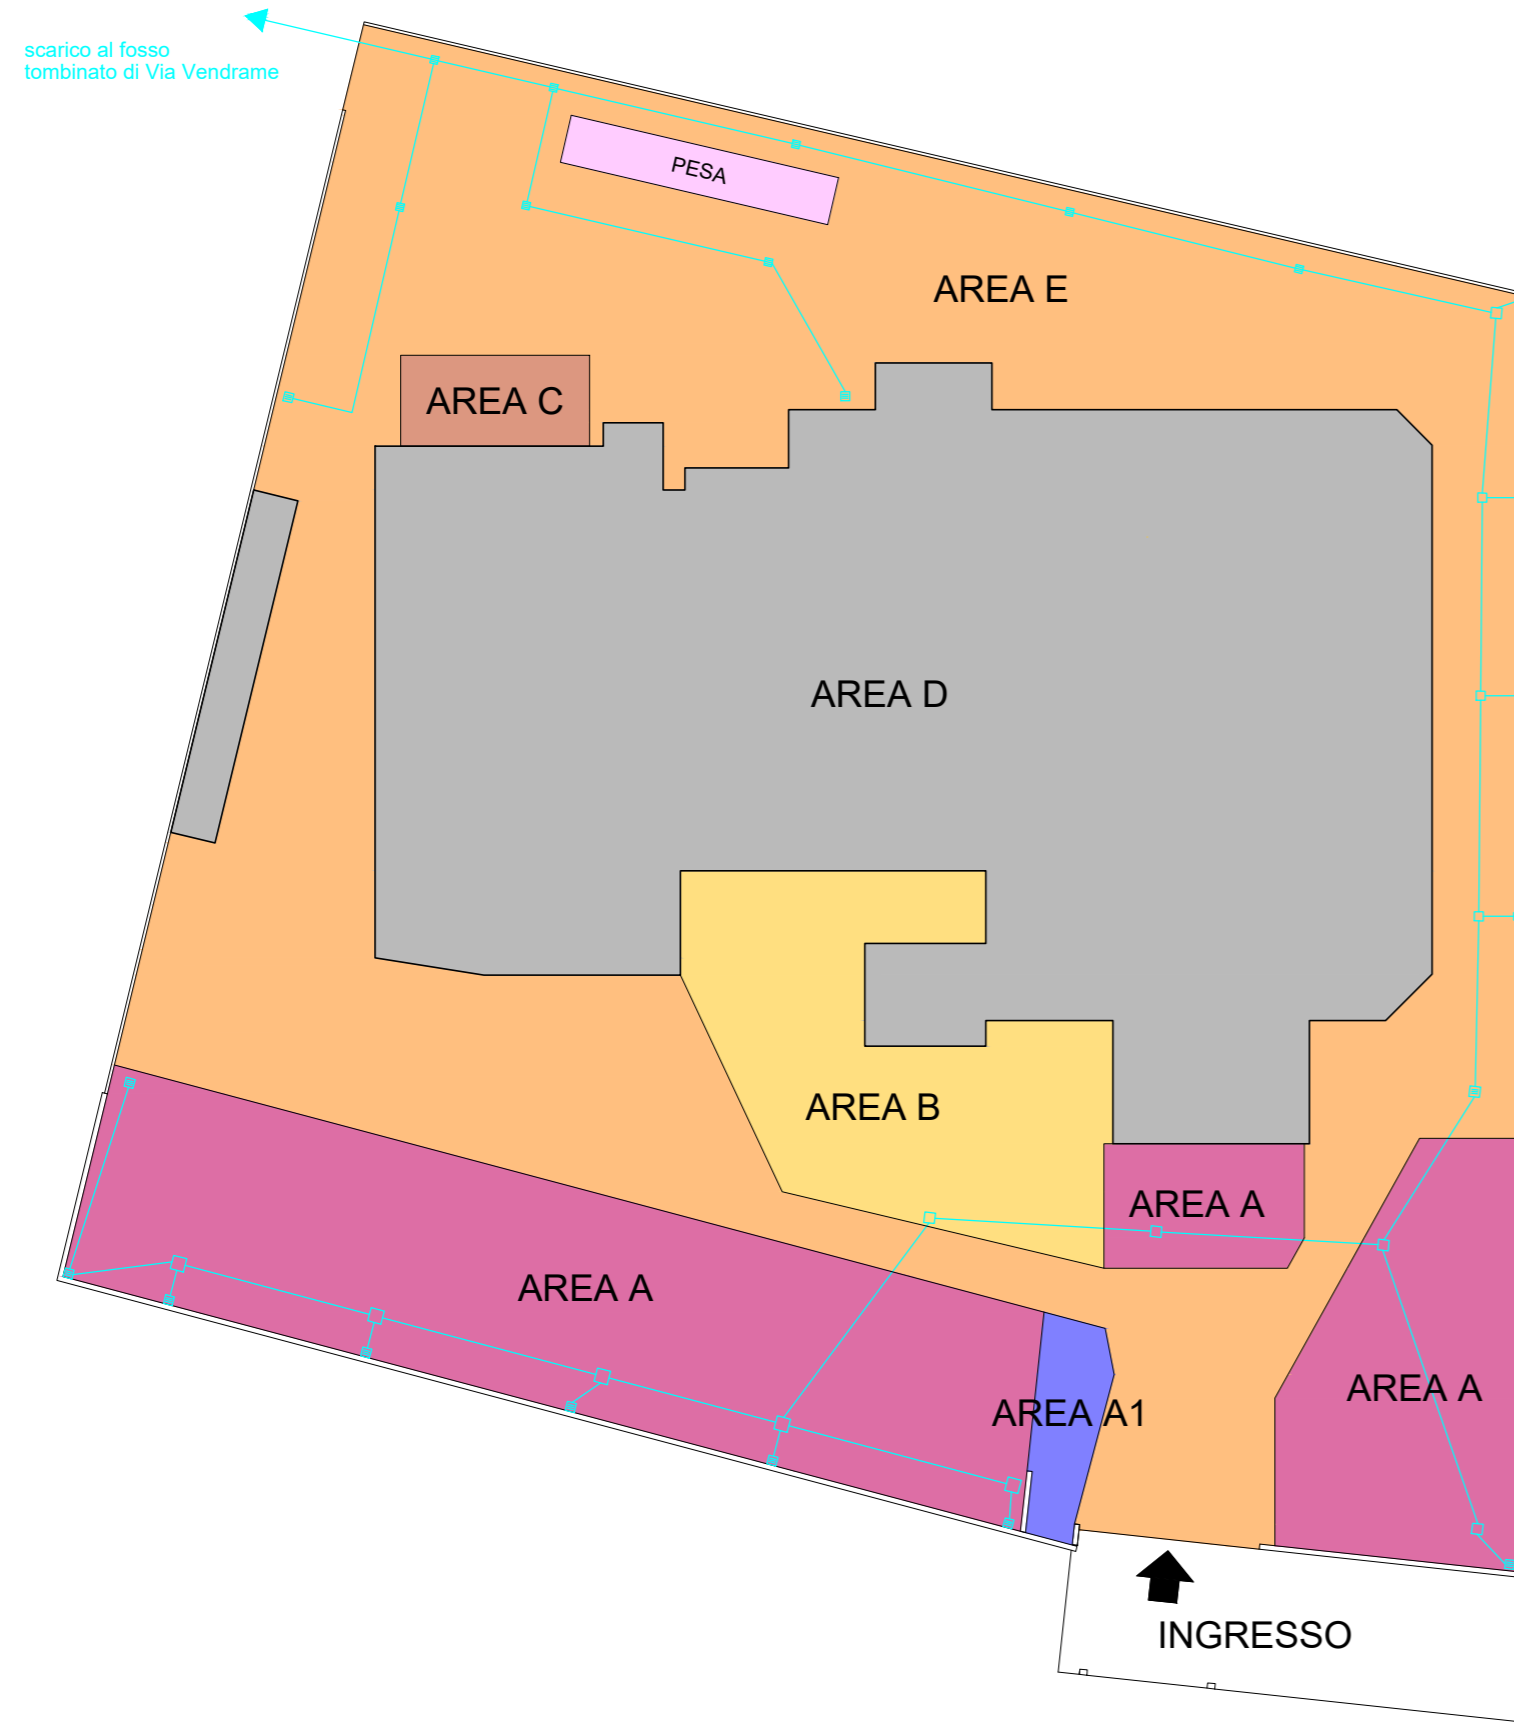 scarico al fosso
tombinato di Via Vendrame
PESA
AREA E
AREA C
AREA D
AREA B
AREA A
AREA A
AREA A
AREA A1
INGRESSO